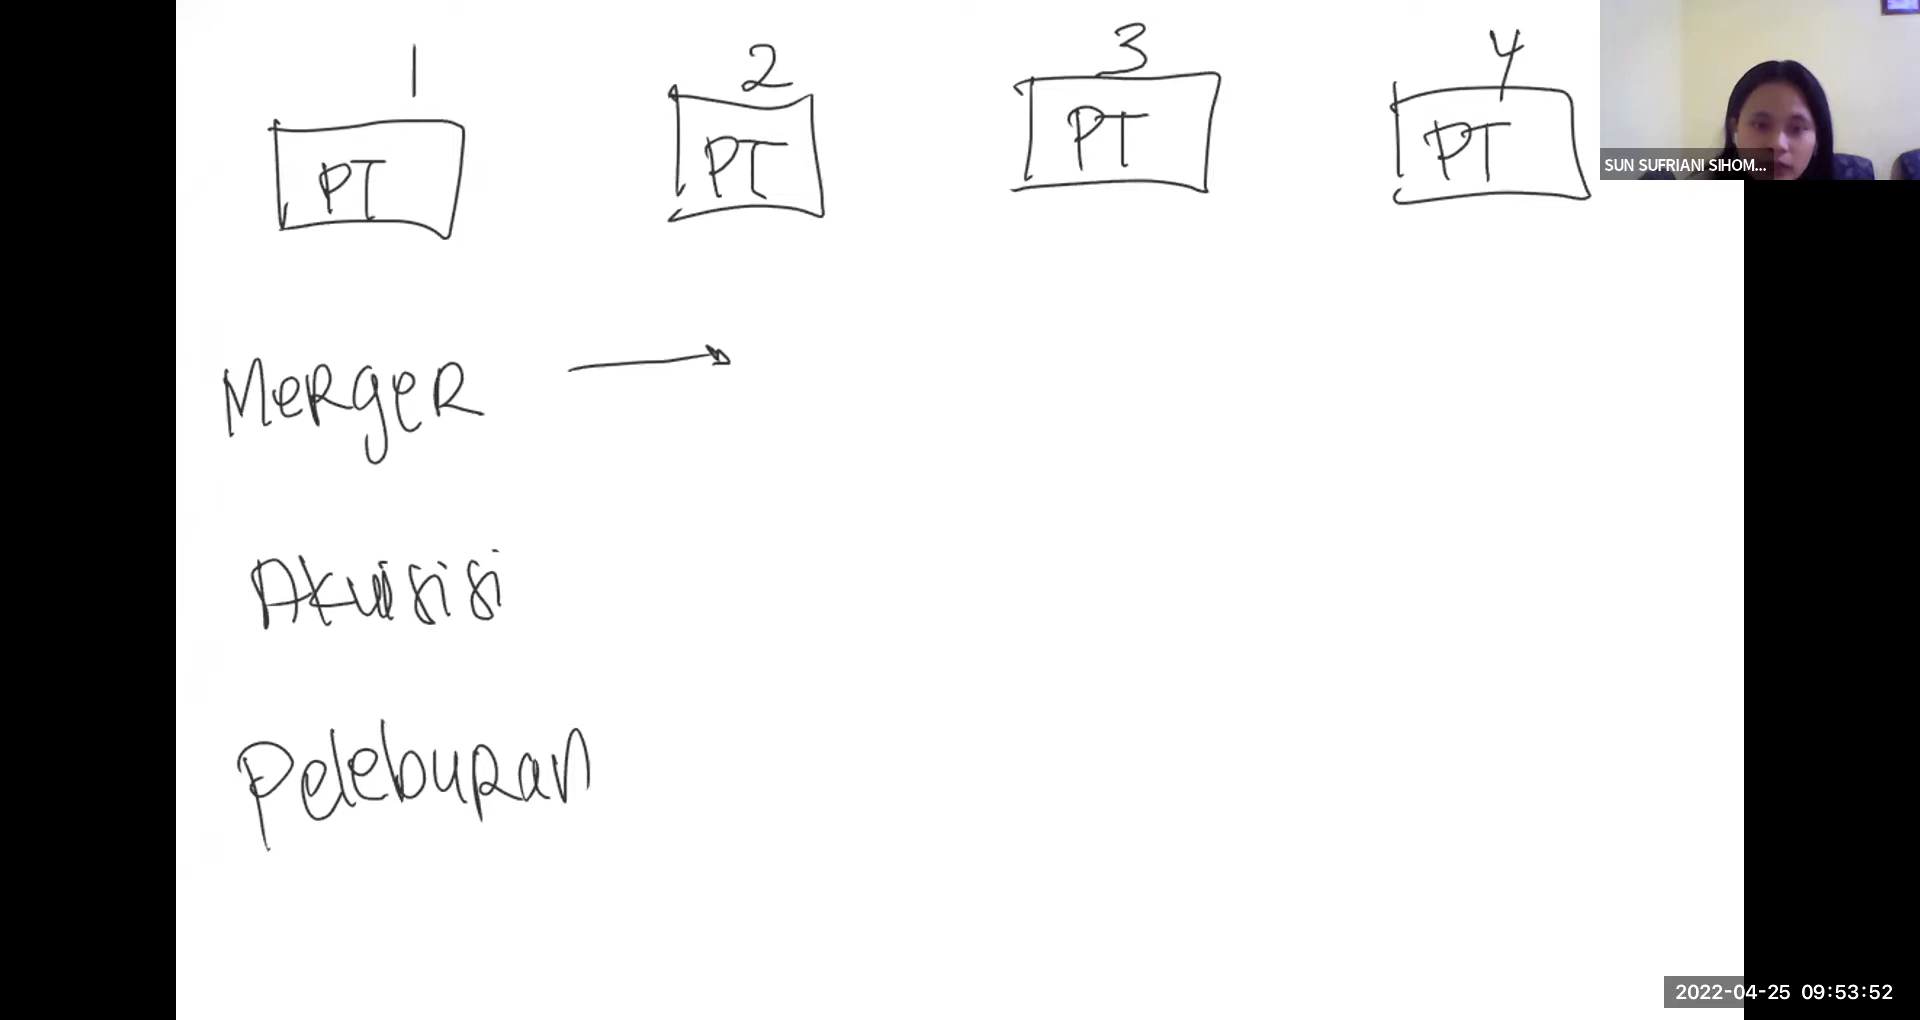 1 2 3 4
PT PT PT PT
SUN SUFRIANI SIHOM...
Merger
Akuisisi
Peleburan
2022-04-25 09:53:52